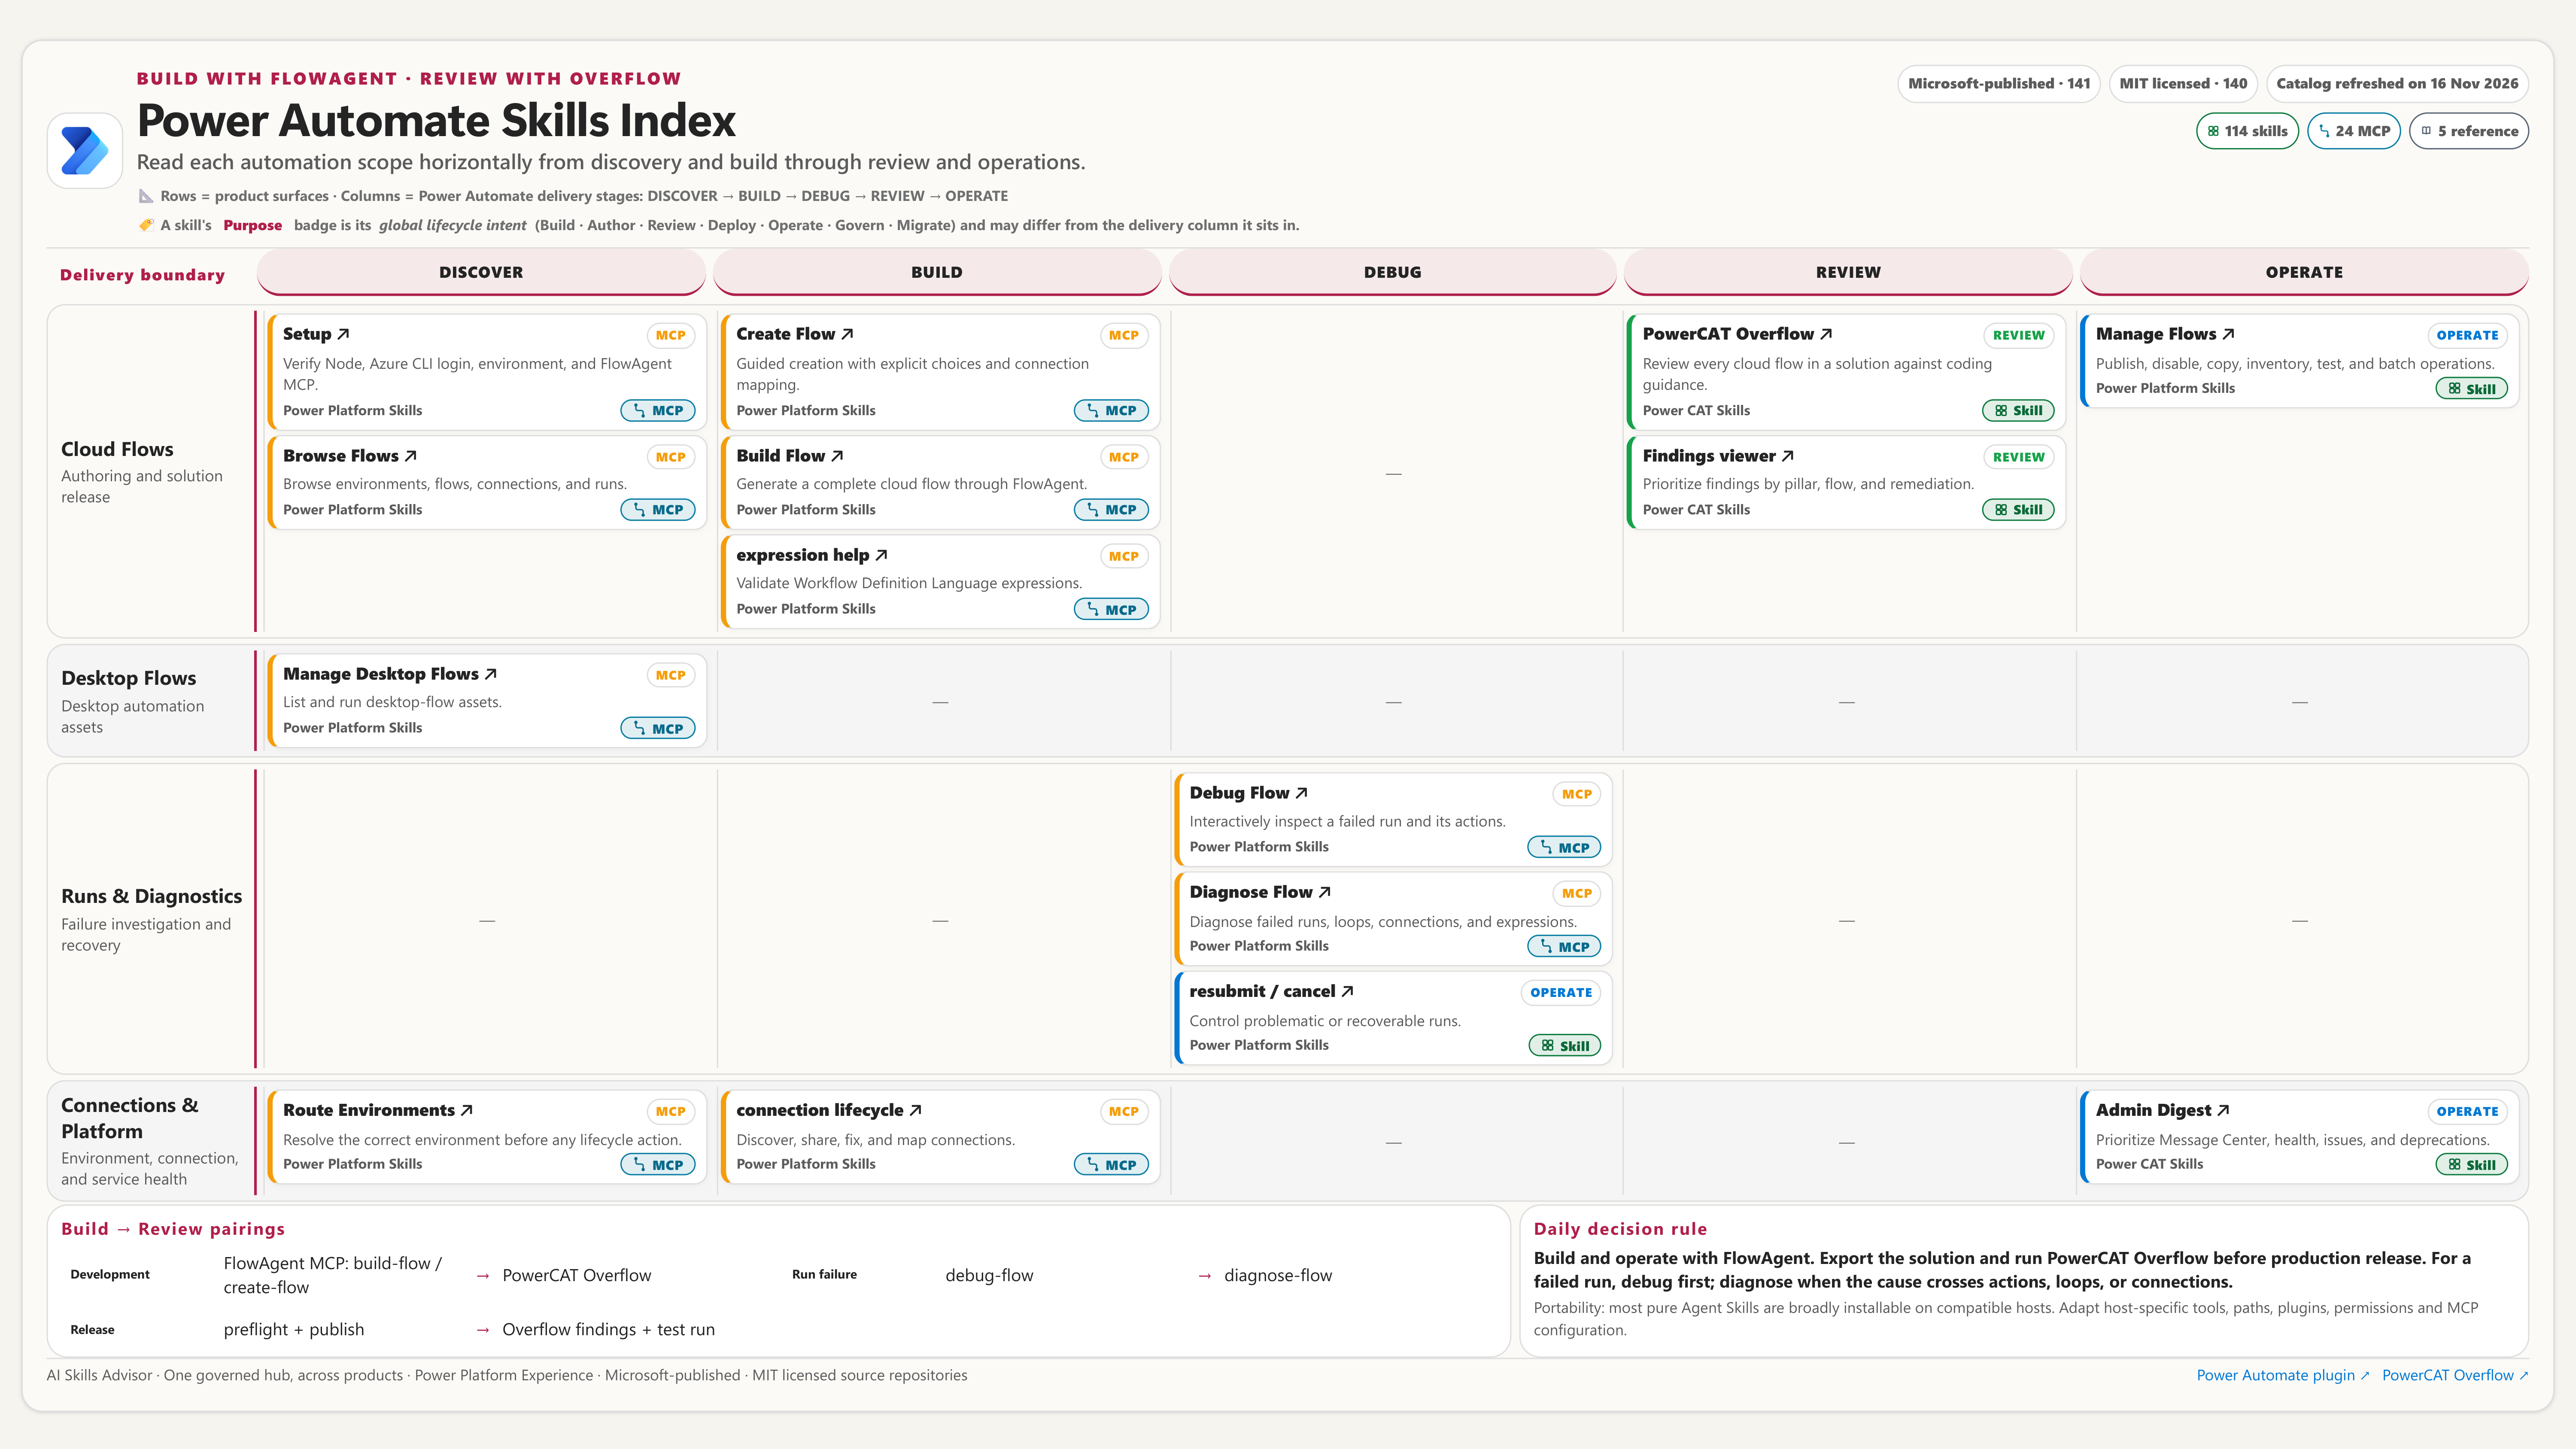 BUILD WITH FLOWAGENT · REVIEW WITH OVERFLOW
Power Automate Skills Index
Read each automation scope horizontally from discovery and build through review and operations.
📐 Rows = product surfaces · Columns = Power Automate delivery stages: DISCOVER → BUILD → DEBUG → REVIEW → OPERATE
🏷️ A skill's Purpose badge is its global lifecycle intent (Build · Author · Review · Deploy · Operate · Govern · Migrate) and may differ from the delivery column it sits in.
Microsoft-published · 141
MIT licensed · 140
Catalog refreshed on 16 Nov 2026
114 skills
24 MCP
5 reference
Delivery boundary
DISCOVER
BUILD
DEBUG
REVIEW
OPERATE
Cloud Flows
Authoring and solution
release
Setup ↗
MCP
Verify Node, Azure CLI login, environment, and FlowAgent
MCP.
Power Platform Skills
MCP
Browse Flows ↗
MCP
Browse environments, flows, connections, and runs.
Power Platform Skills
MCP
Create Flow ↗
MCP
Guided creation with explicit choices and connection
mapping.
Power Platform Skills
MCP
Build Flow ↗
MCP
Generate a complete cloud flow through FlowAgent.
Power Platform Skills
MCP
expression help ↗
MCP
Validate Workflow Definition Language expressions.
Power Platform Skills
MCP
—
PowerCAT Overflow ↗
REVIEW
Review every cloud flow in a solution against coding
guidance.
Power CAT Skills
Skill
Findings viewer ↗
REVIEW
Prioritize findings by pillar, flow, and remediation.
Power CAT Skills
Skill
Manage Flows ↗
OPERATE
Publish, disable, copy, inventory, test, and batch operations.
Power Platform Skills
Skill
Desktop Flows
Desktop automation
assets
Manage Desktop Flows ↗
MCP
List and run desktop-flow assets.
Power Platform Skills
MCP
—
—
—
—
Runs & Diagnostics
Failure investigation and
recovery
—
—
Debug Flow ↗
MCP
Interactively inspect a failed run and its actions.
Power Platform Skills
MCP
Diagnose Flow ↗
MCP
Diagnose failed runs, loops, connections, and expressions.
Power Platform Skills
MCP
resubmit / cancel ↗
OPERATE
Control problematic or recoverable runs.
Power Platform Skills
Skill
—
—
Connections &
Platform
Environment, connection,
and service health
Route Environments ↗
MCP
Resolve the correct environment before any lifecycle action.
Power Platform Skills
MCP
connection lifecycle ↗
MCP
Discover, share, fix, and map connections.
Power Platform Skills
MCP
—
—
Admin Digest ↗
OPERATE
Prioritize Message Center, health, issues, and deprecations.
Power CAT Skills
Skill
Build → Review pairings
Development
FlowAgent MCP: build-flow /
create-flow
→ PowerCAT Overflow
Run failure
debug-flow
→ diagnose-flow
Release
preflight + publish
→ Overflow findings + test run
Daily decision rule
Build and operate with FlowAgent. Export the solution and run PowerCAT Overflow before production release. For a
failed run, debug first; diagnose when the cause crosses actions, loops, or connections.
Portability: most pure Agent Skills are broadly installable on compatible hosts. Adapt host-specific tools, paths, plugins, permissions and MCP
configuration.
AI Skills Advisor · One governed hub, across products · Power Platform Experience · Microsoft-published · MIT licensed source repositories
Power Automate plugin ↗ PowerCAT Overflow ↗